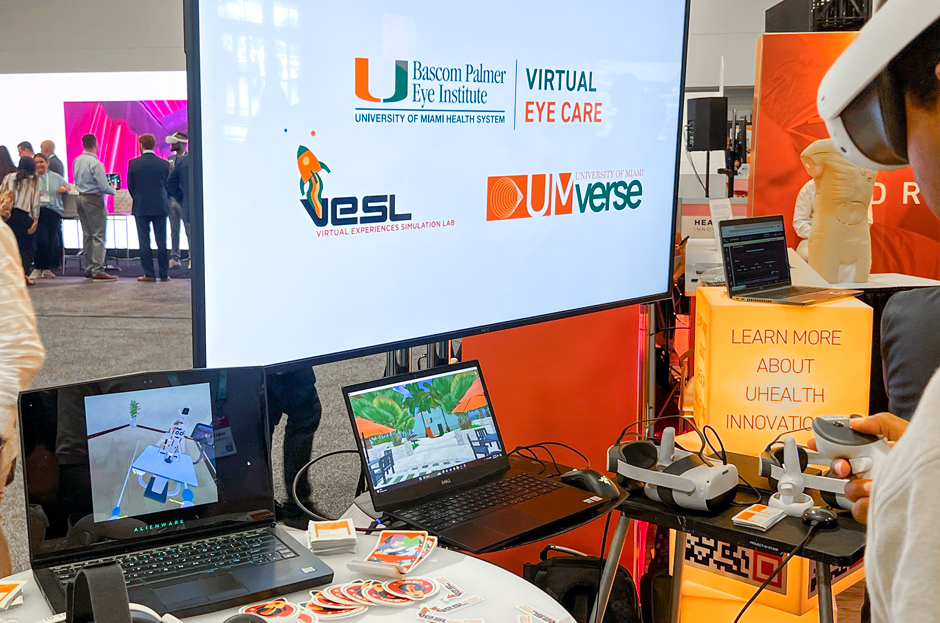 Bascom Palmer
Eye Institute
UNIVERSITY OF MIAMI HEALTH SYSTEM
VIRTUAL
EYE CARE
VESL
VIRTUAL EXPERIENCES SIMULATION LAB
UNIVERSITY OF MIAMI
UMverse
LEARN MORE
ABOUT
UHEALTH
INNOVATION
ALIENWARE
DELL